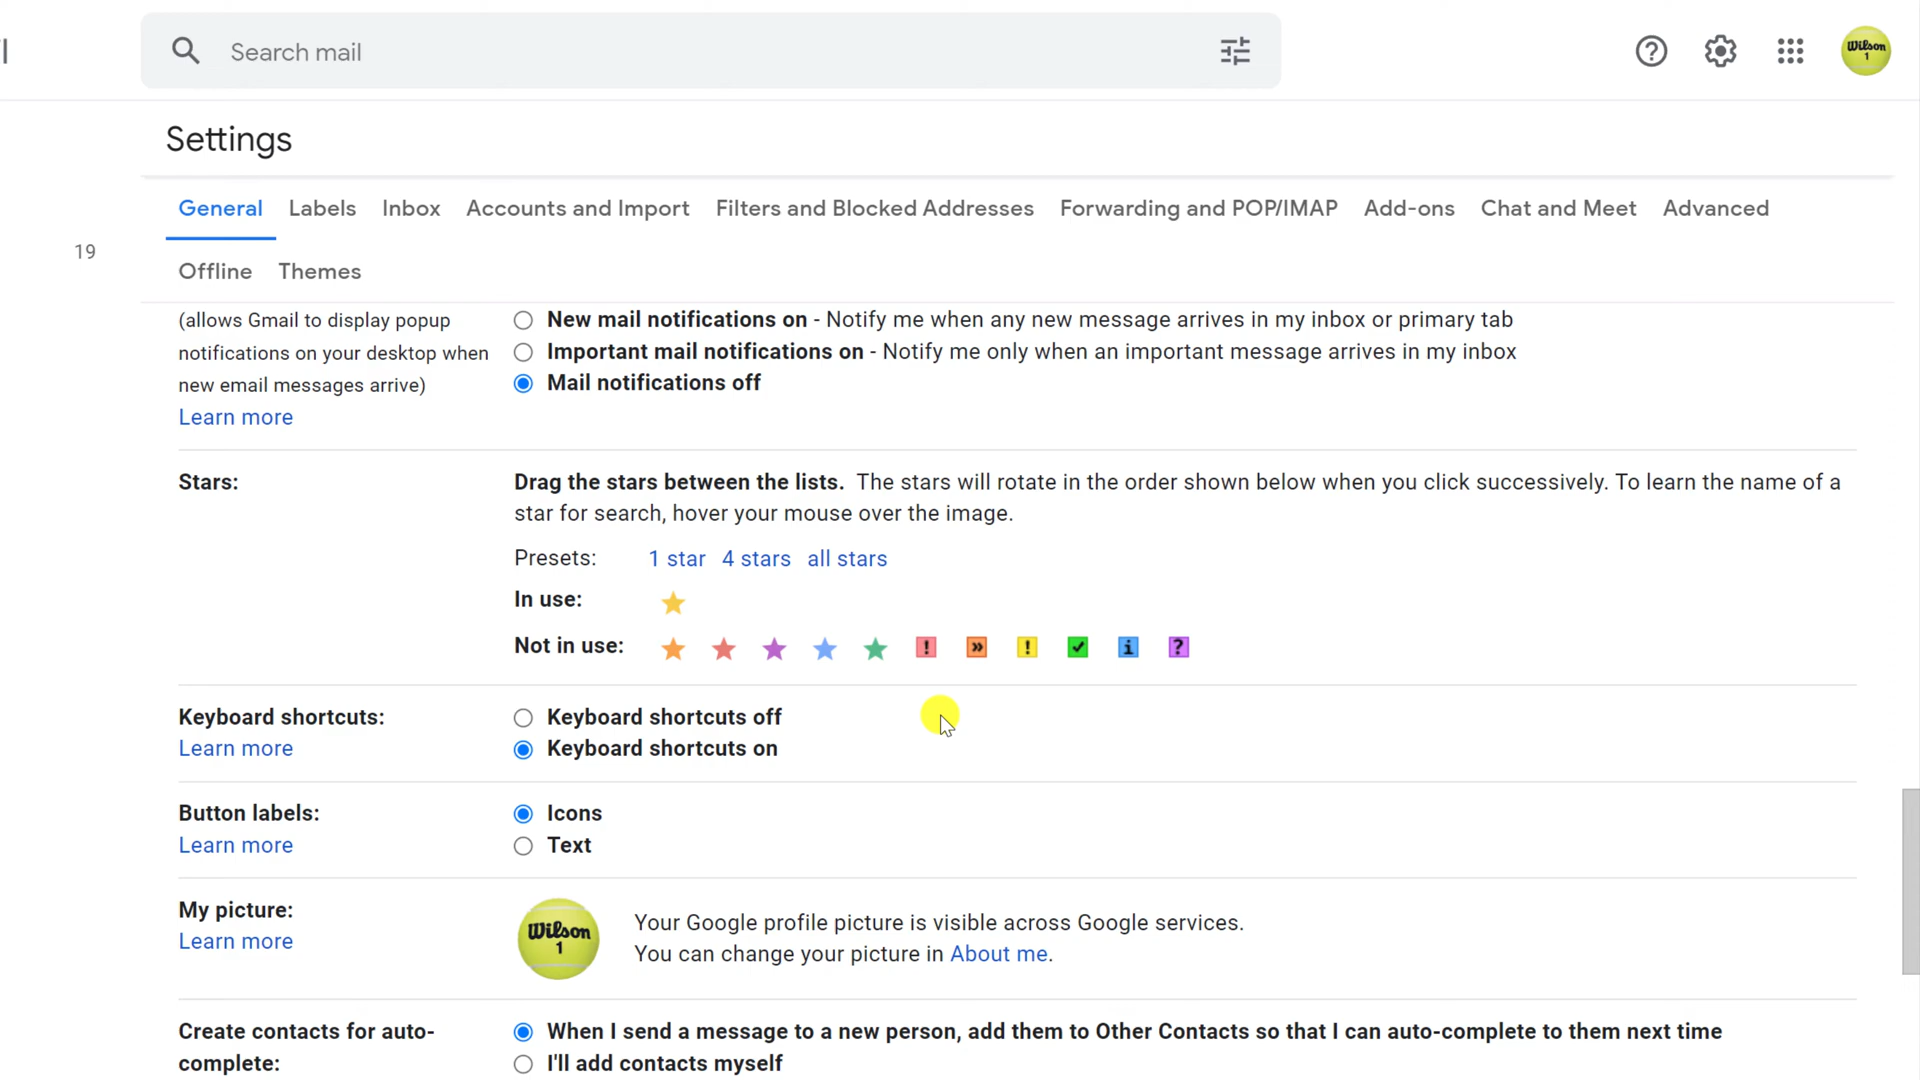 Search mail
Wilson
1
Settings
General Labels Inbox Accounts and Import Filters and Blocked Addresses Forwarding and POP/IMAP Add-ons Chat and Meet Advanced
19
Offline Themes
(allows Gmail to display popup
notifications on your desktop when
new email messages arrive)
Learn more
New mail notifications on - Notify me when any new message arrives in my inbox or primary tab
Important mail notifications on - Notify me only when an important message arrives in my inbox
Mail notifications off
Stars:
Drag the stars between the lists. The stars will rotate in the order shown below when you click successively. To learn the name of a
star for search, hover your mouse over the image.
Presets: 1 star 4 stars all stars
In use:
Not in use: ! » ! ✓ i ?
Keyboard shortcuts:
Learn more
Keyboard shortcuts off
Keyboard shortcuts on
Button labels:
Learn more
Icons
Text
My picture:
Learn more
Wilson
1
Your Google profile picture is visible across Google services.
You can change your picture in About me.
Create contacts for auto-
complete:
When I send a message to a new person, add them to Other Contacts so that I can auto-complete to them next time
I'll add contacts myself